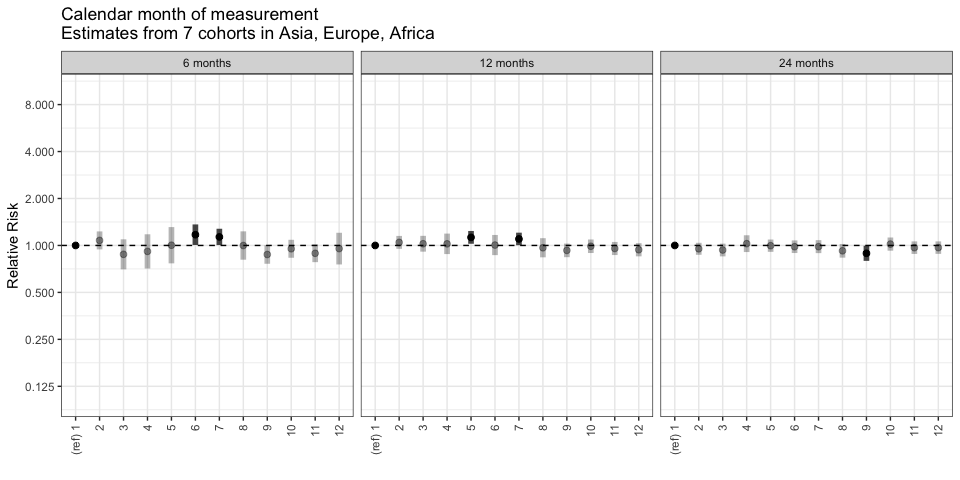 Calendar month of measurement
Estimates from 7 cohorts in Asia, Europe, Africa
6 months
12 months
24 months
Relative Risk
8.000
4.000
2.000
1.000
0.500
0.250
0.125
(ref) 1 2 3 4 5 6 7 8 9 10 11 12
(ref) 1 2 3 4 5 6 7 8 9 10 11 12
(ref) 1 2 3 4 5 6 7 8 9 10 11 12